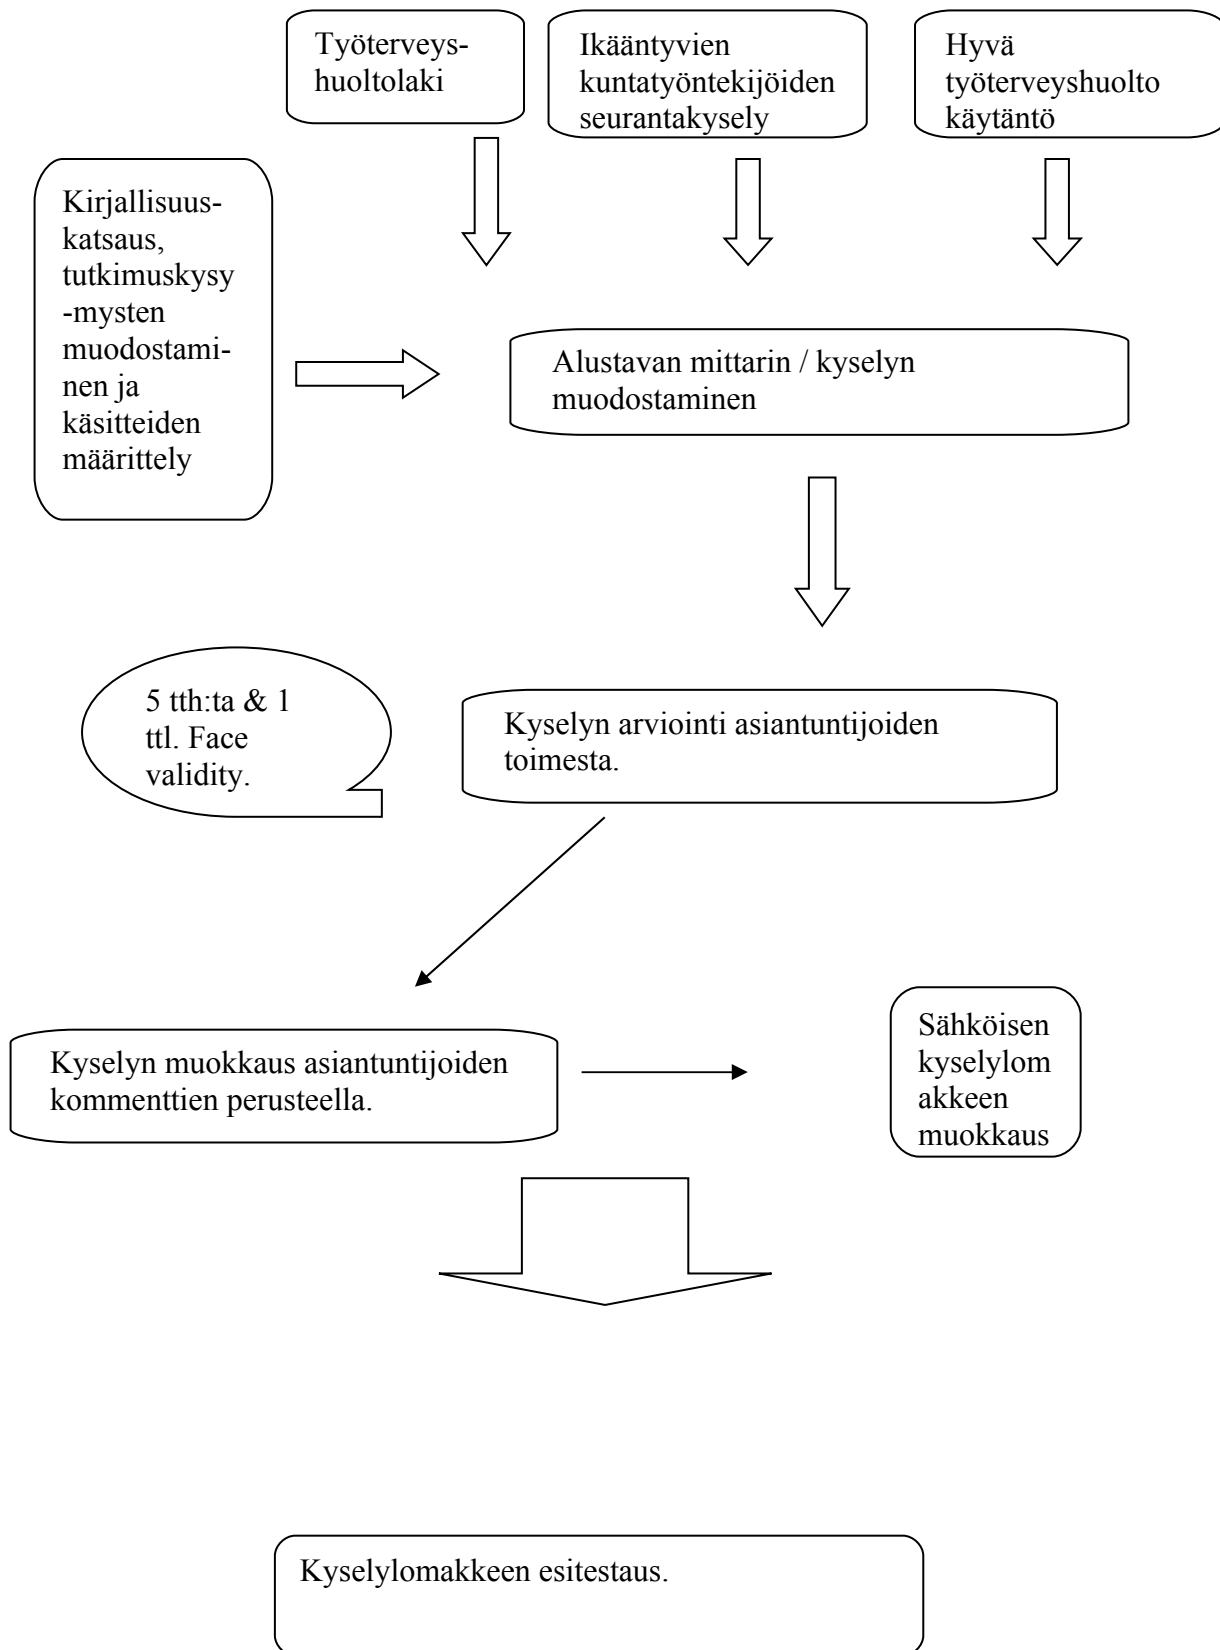 Työterveys-
huoltolaki
Ikääntyvien
kuntatyöntekijöiden
seurantakysely
Hyvä
työterveyshuolto
käytäntö
Kirjallisuus-
katsaus,
tutkimuskysy
-mysten
muodostami-
nen ja
käsitteiden
määrittely
Alustavan mittarin / kyselyn
muodostaminen
5 tth:ta & 1
ttl. Face
validity.
Kyselyn arviointi asiantuntijoiden
toimesta.
Kyselyn muokkaus asiantuntijoiden
kommenttien perusteella.
Sähköisen
kyselylom
akkeen
muokkaus
Kyselylomakkeen esitestaus.